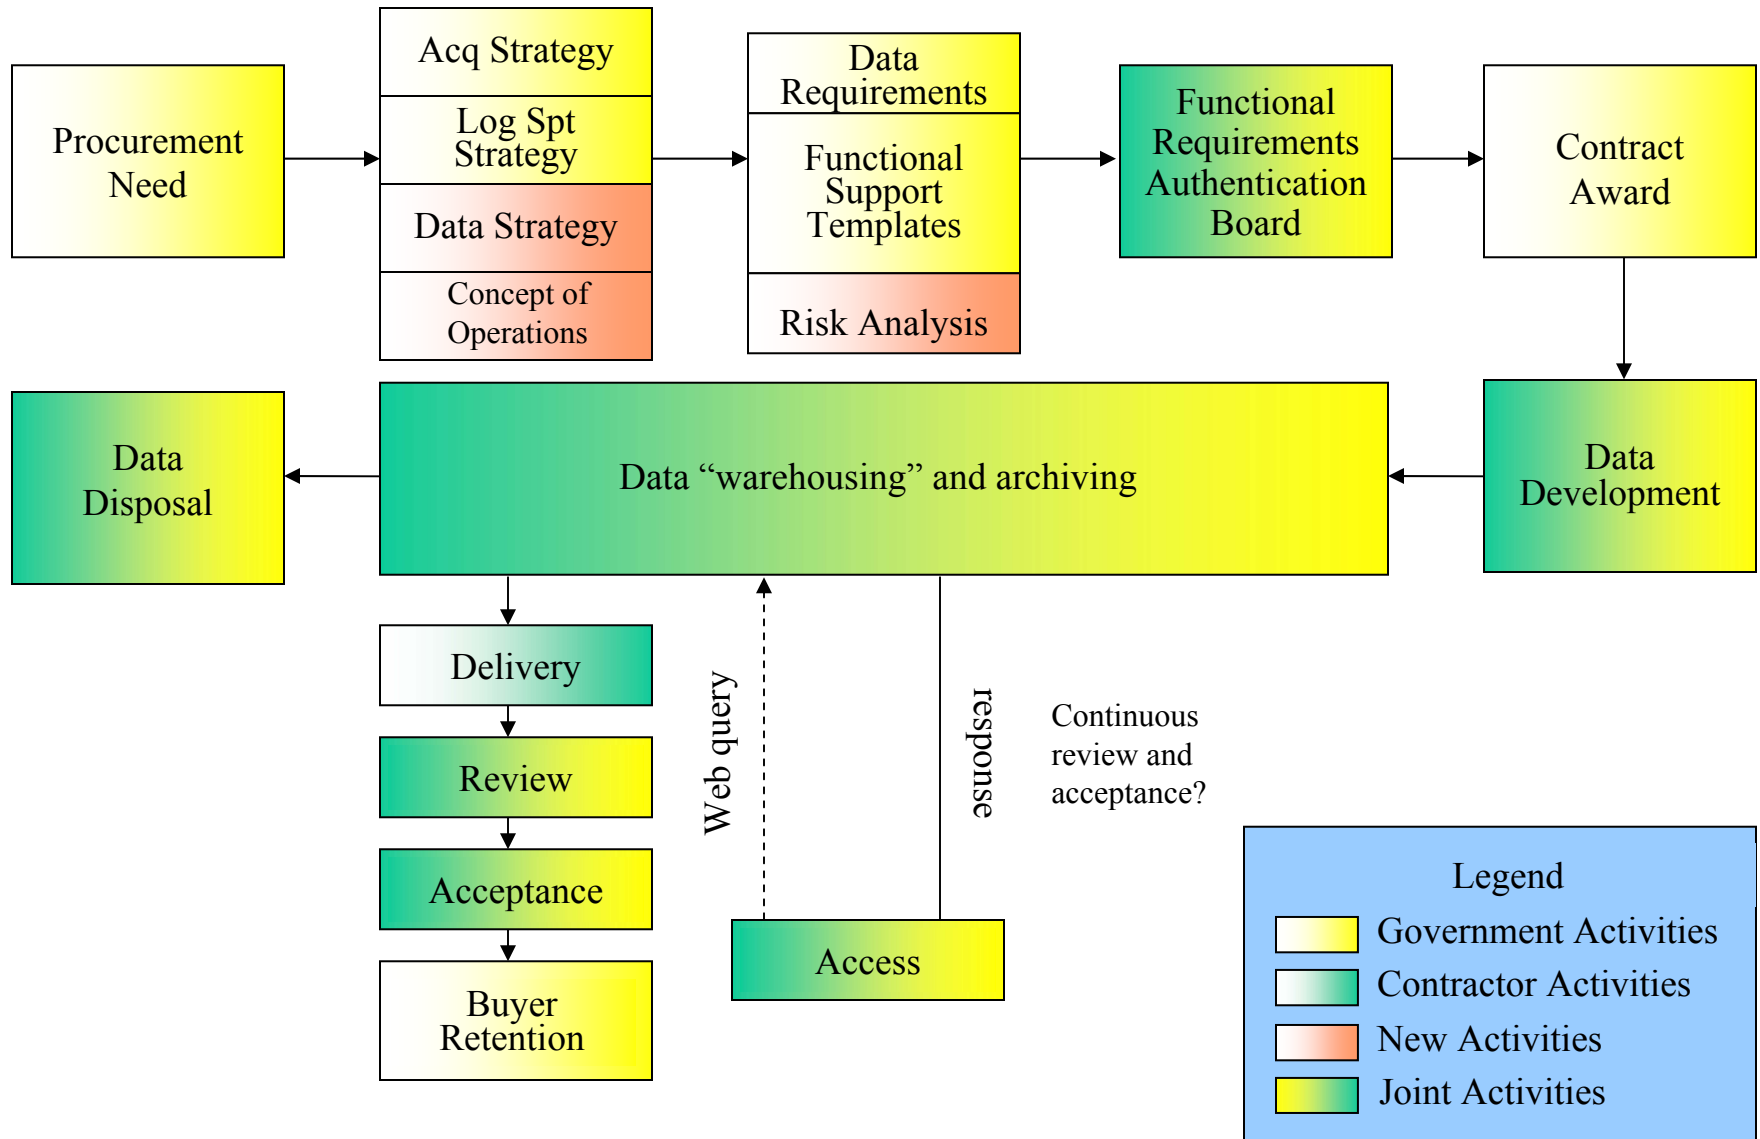 Procurement
Need
Acq Strategy
Log Spt
Strategy
Data Strategy
Concept of
Operations
Data
Requirements
Functional
Support
Templates
Risk Analysis
Functional
Requirements
Authentication
Board
Contract
Award
Data
Disposal
Data “warehousing” and archiving
Data
Development
Delivery
Review
Acceptance
Buyer
Retention
Web query
response
Continuous
review and
acceptance?
Access
Legend
Government Activities
Contractor Activities
New Activities
Joint Activities